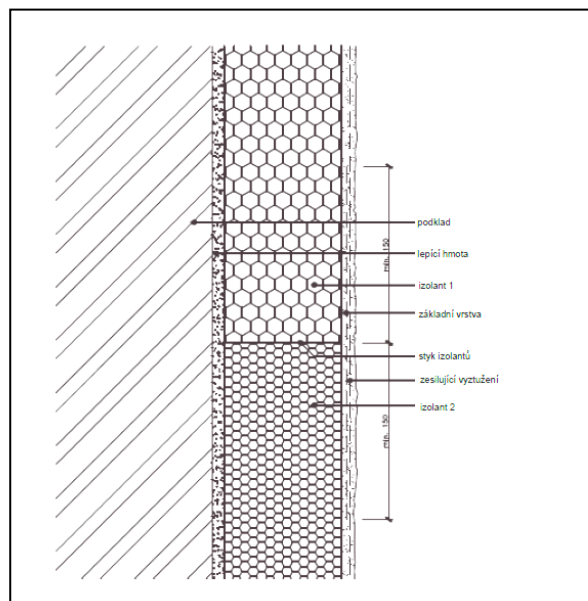 podklad
lepící hmota
min. 150
izolant 1
základní vrstva
styk izolantů
zesilující vyztužení
izolant 2
min. 150